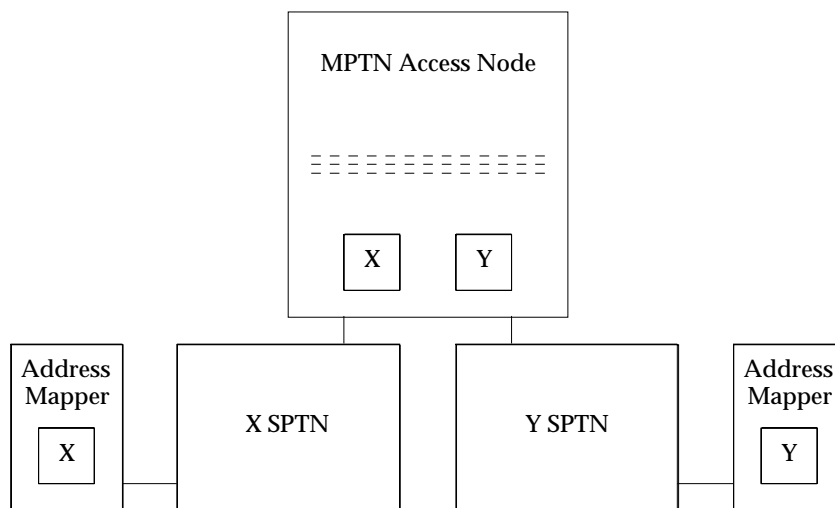 MPTN Access Node
X
Y
Address
Mapper
X
X SPTN
Y SPTN
Address
Mapper
Y